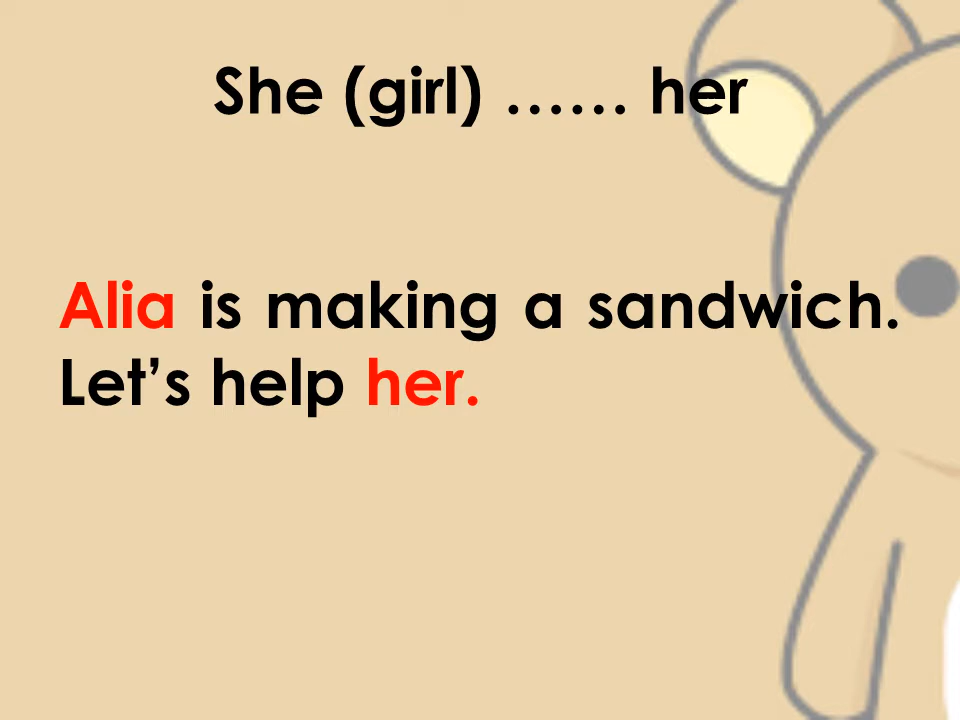 She (girl) …… her
Alia is making a sandwich.
Let’s help her.